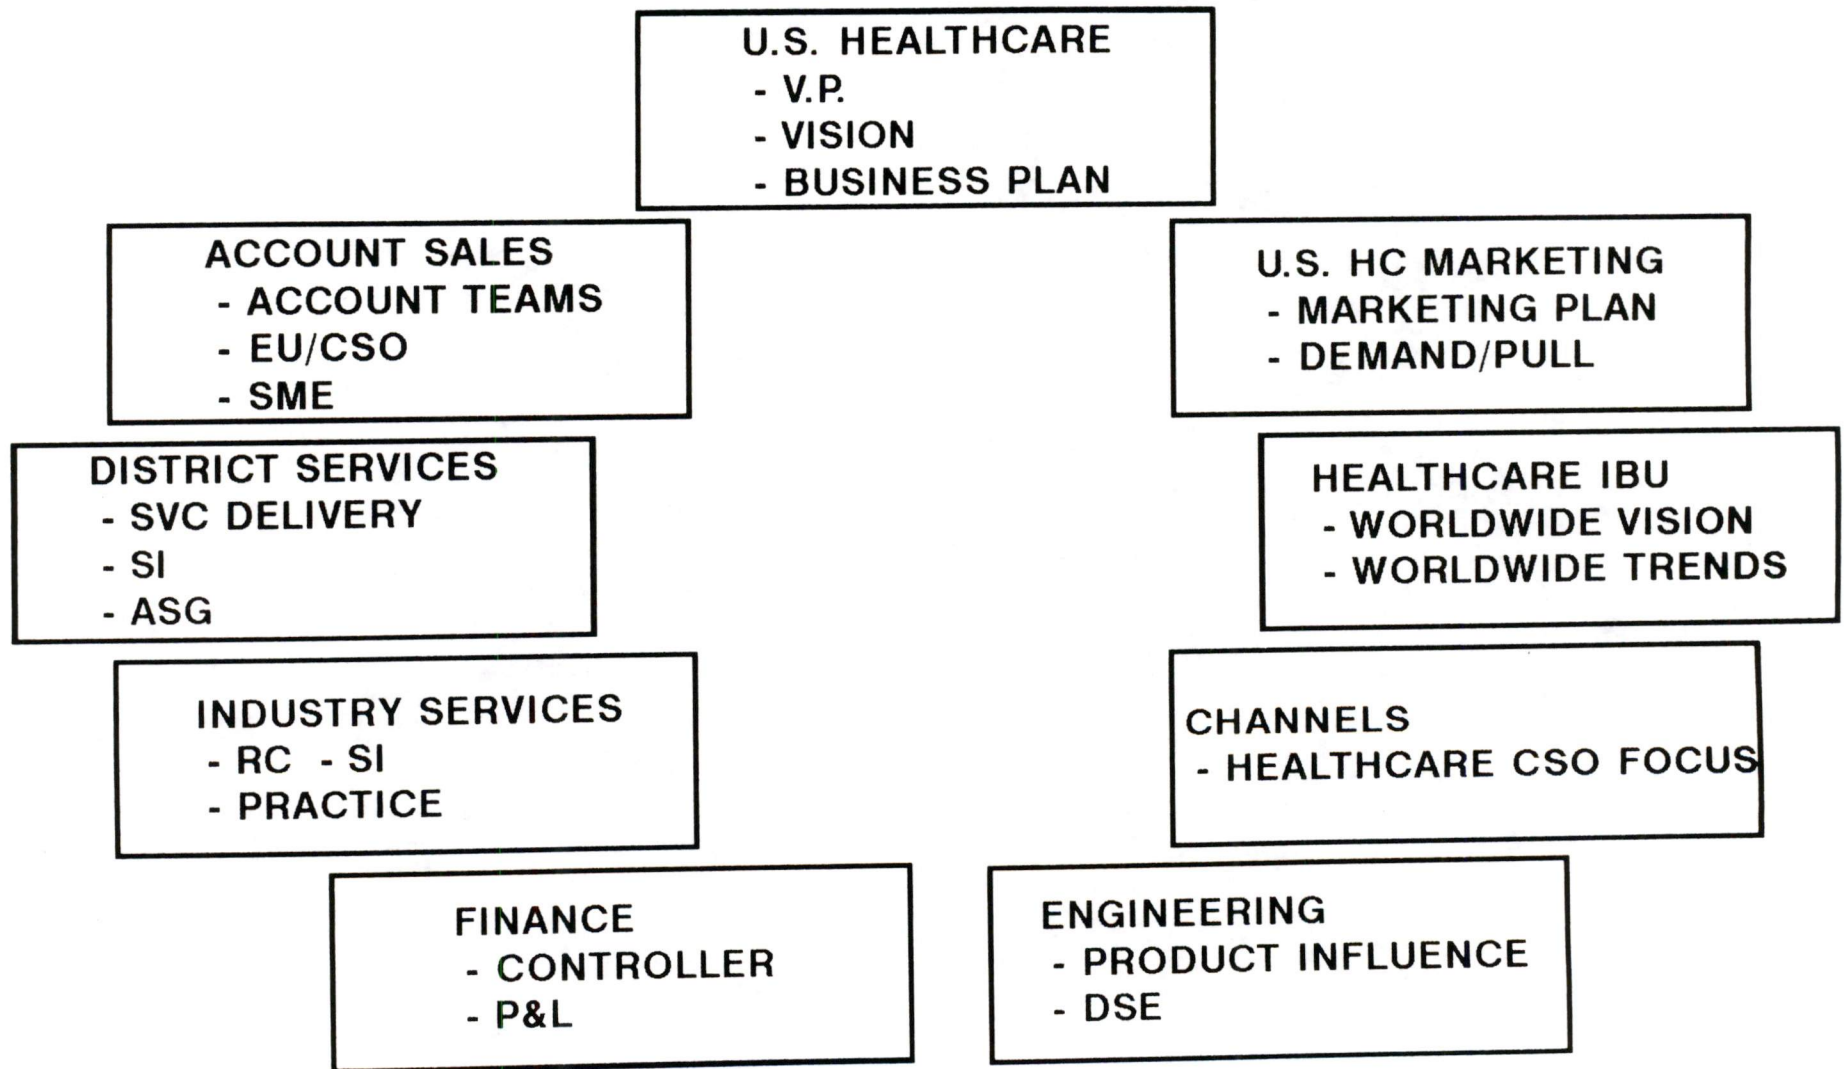 U.S. HEALTHCARE
- V.P.
- VISION
- BUSINESS PLAN
ACCOUNT SALES
- ACCOUNT TEAMS
- EU/CSO
- SME
U.S. HC MARKETING
- MARKETING PLAN
- DEMAND/PULL
DISTRICT SERVICES
- SVC DELIVERY
- SI
- ASG
HEALTHCARE IBU
- WORLDWIDE VISION
- WORLDWIDE TRENDS
INDUSTRY SERVICES
- RC - SI
- PRACTICE
CHANNELS
- HEALTHCARE CSO FOCUS
FINANCE
- CONTROLLER
- P&L
ENGINEERING
- PRODUCT INFLUENCE
- DSE